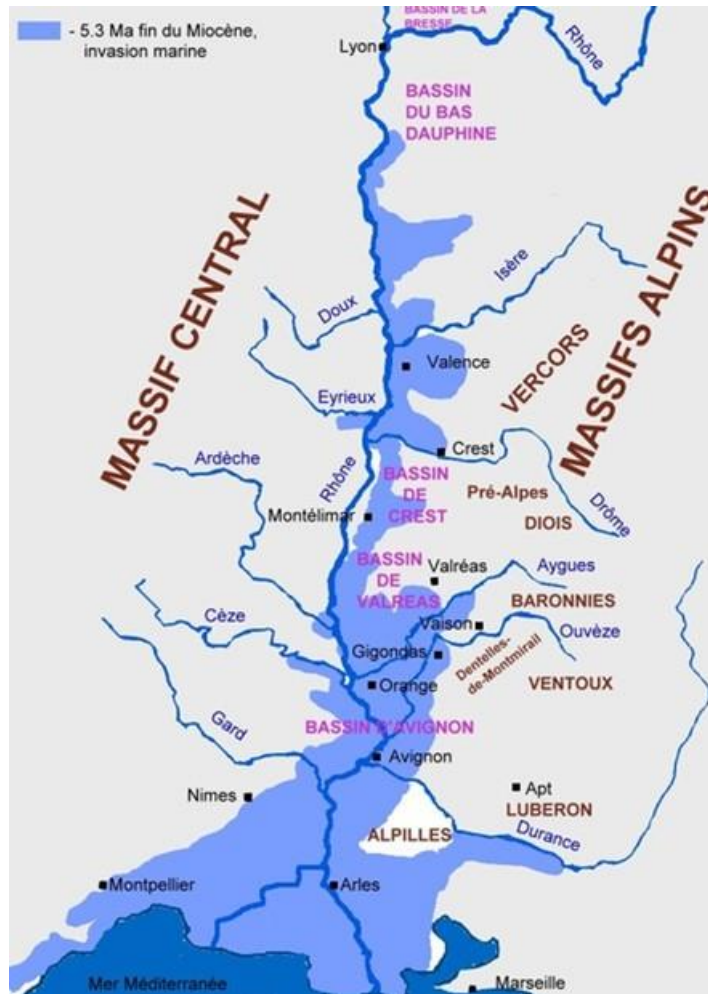 BASSIN DE LA
BRESSE
- 5.3 Ma fin du Miocène,
invasion marine
Lyon
Rhône
BASSIN
DU BAS
DAUPHINE
MASSIF CENTRAL
MASSIFS ALPINS
Isère
Doux
VERCORS
Valence
Eyrieux
Crest
Ardèche
Rhône
BASSIN
DE
CREST
Pré-Alpes
DIOIS
Drôme
Montélimar
BASSIN
DE
VALREAS
Valréas
Aygues
BARONNIES
Cèze
Vaison
Ouvèze
Gigondas
Dentelles-
de-Montmirail
VENTOUX
Orange
Gard
BASSIN D'AVIGNON
Avignon
Nimes
Apt
LUBERON
ALPILLES
Durance
Montpellier
Arles
Mer Méditerranée
Marseille